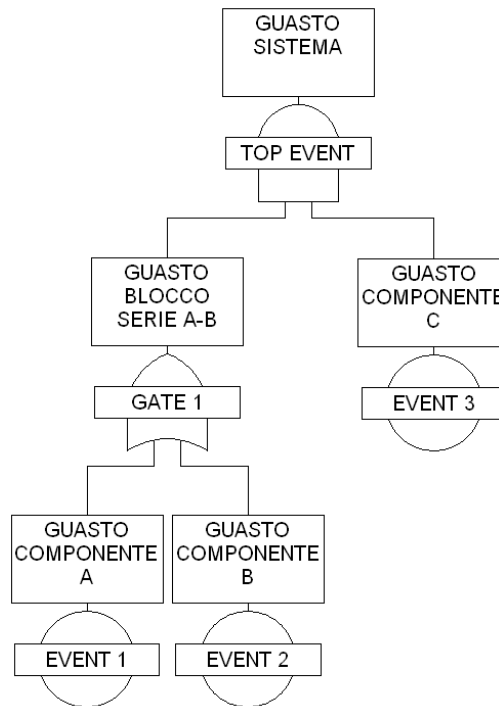 GUASTO
SISTEMA
TOP EVENT
GUASTO
BLOCCO
SERIE A-B
GUASTO
COMPONENTE
C
GATE 1
EVENT 3
GUASTO
COMPONENTE
A
GUASTO
COMPONENTE
B
EVENT 1
EVENT 2